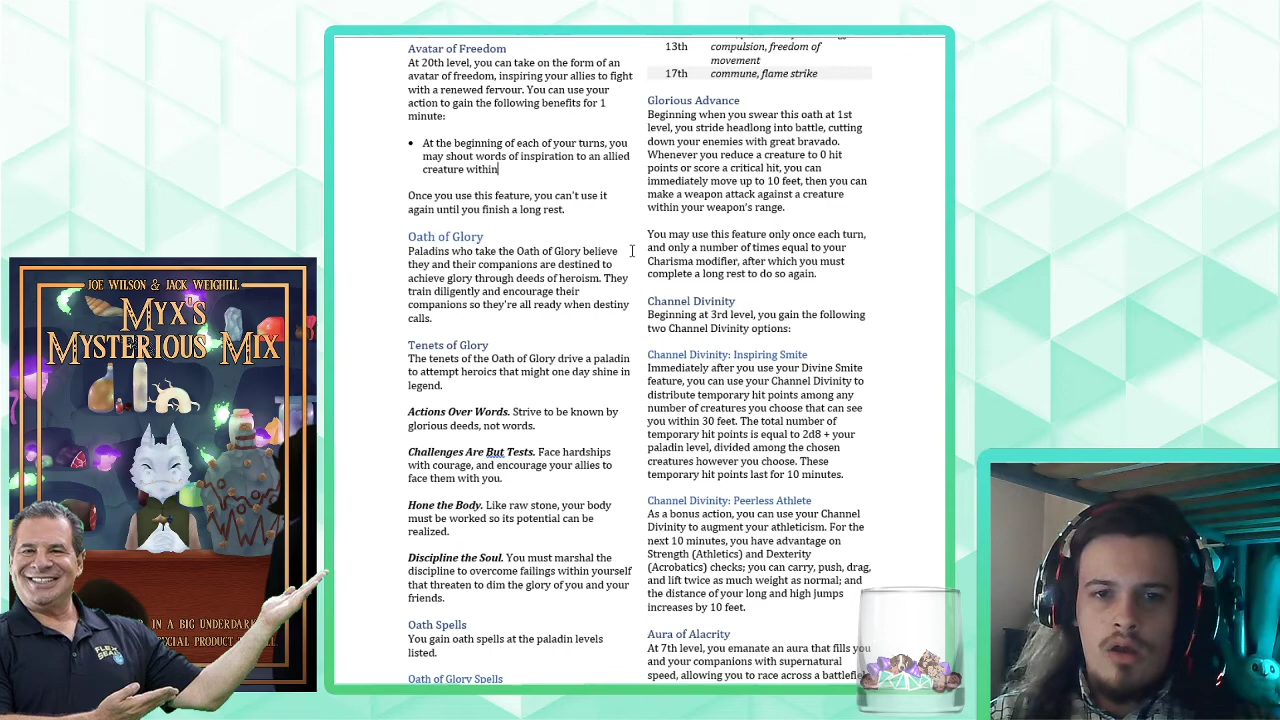 Avatar of Freedom
At 20th level, you can take on the form of an
avatar of freedom, inspiring your allies to fight
with a renewed fervour. You can use your
action to gain the following benefits for 1
minute:
• At the beginning of each of your turns, you
may shout words of inspiration to an allied
creature within
Once you use this feature, you can't use it
again until you finish a long rest.
Oath of Glory
Paladins who take the Oath of Glory believe
they and their companions are destined to
achieve glory through deeds of heroism. They
train diligently and encourage their
companions so they're all ready when destiny
calls.
Tenets of Glory
The tenets of the Oath of Glory drive a paladin
to attempt heroics that might one day shine in
legend.
Actions Over Words. Strive to be known by
glorious deeds, not words.
Challenges Are But Tests. Face hardships
with courage, and encourage your allies to
face them with you.
Hone the Body. Like raw stone, your body
must be worked so its potential can be
realized.
Discipline the Soul. You must marshal the
discipline to overcome failings within yourself
that threaten to dim the glory of you and your
friends.
Oath Spells
You gain oath spells at the paladin levels
listed.
Oath of Glory Spells
13th compulsion, freedom of
movement
17th commune, flame strike
Glorious Advance
Beginning when you swear this oath at 1st
level, you stride headlong into battle, cutting
down your enemies with great bravado.
Whenever you reduce a creature to 0 hit
points or score a critical hit, you can
immediately move up to 10 feet, then you can
make a weapon attack against a creature
within your weapon's range.
You may use this feature only once each turn,
and only a number of times equal to your
Charisma modifier, after which you must
complete a long rest to do so again.
Channel Divinity
Beginning at 3rd level, you gain the following
two Channel Divinity options:
Channel Divinity: Inspiring Smite
Immediately after you use your Divine Smite
feature, you can use your Channel Divinity to
distribute temporary hit points among any
number of creatures you choose that can see
you within 30 feet. The total number of
temporary hit points is equal to 2d8 + your
paladin level, divided among the chosen
creatures however you choose. These
temporary hit points last for 10 minutes.
Channel Divinity: Peerless Athlete
As a bonus action, you can use your Channel
Divinity to augment your athleticism. For the
next 10 minutes, you have advantage on
Strength (Athletics) and Dexterity
(Acrobatics) checks; you can carry, push, drag,
and lift twice as much weight as normal; and
the distance of your long and high jumps
increases by 10 feet.
Aura of Alacrity
At 7th level, you emanate an aura that fills you
and your companions with supernatural
speed, allowing you to race across a
JOE WILSON & JACK WEIGHILL
MYX'S
MYSTERIOUS MIX
IN A BIG
PRODUCT
FLEX
SEAL